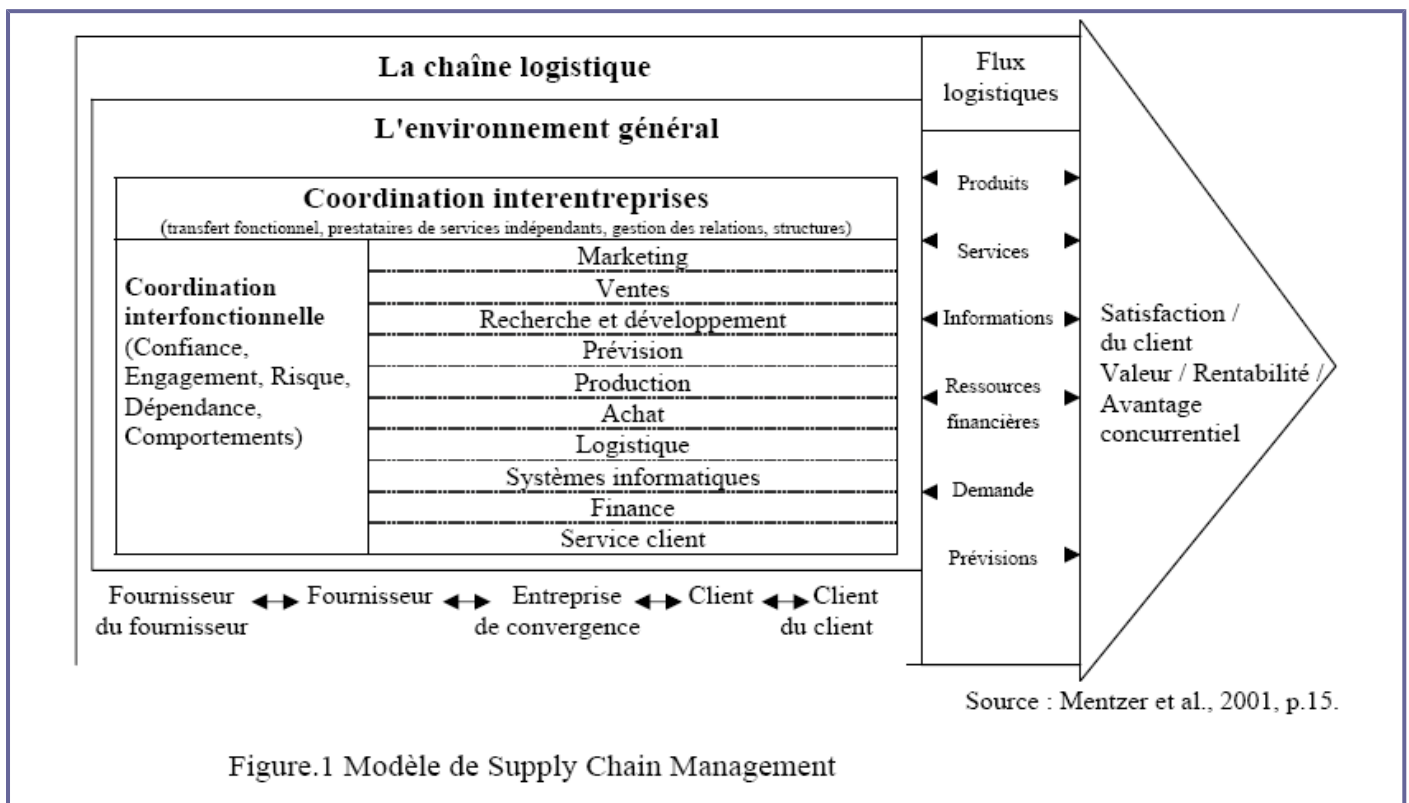 La chaîne logistique
L'environnement général
Coordination interentreprises
(transfert fonctionnel, prestataires de services indépendants, gestion des relations, structures)
Coordination
interfonctionnelle
(Confiance,
Engagement, Risque,
Dépendance,
Comportements)
Marketing
Ventes
Recherche et développement
Prévision
Production
Achat
Logistique
Systèmes informatiques
Finance
Service client
Fournisseur
du fournisseur
Fournisseur
Entreprise
de convergence
Client
Client
du client
Flux
logistiques
Produits
Services
Informations
Ressources
financières
Demande
Prévisions
Satisfaction /
du client
Valeur / Rentabilité /
Avantage
concurrentiel
Source : Mentzer et al., 2001, p.15.
Figure.1 Modèle de Supply Chain Management